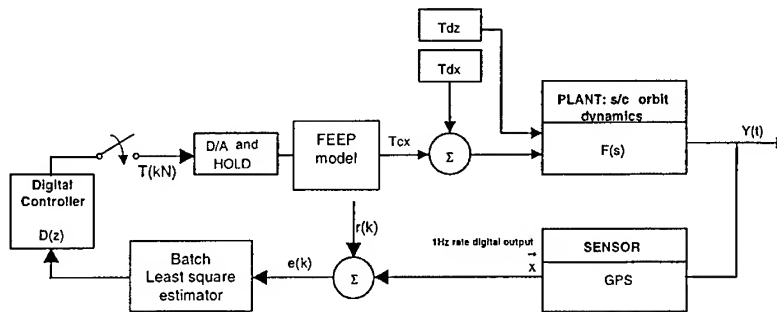 Tdz
Tdx
PLANT: s/c orbit
dynamics
F(s)
Y(t)
D/A and
HOLD
FEEP
model
Tcx
Σ
T(kN)
Digital
Controller
D(z)
r(k)
1Hz rate digital output
X
SENSOR
GPS
Batch
Least square
estimator
e(k)
Σ